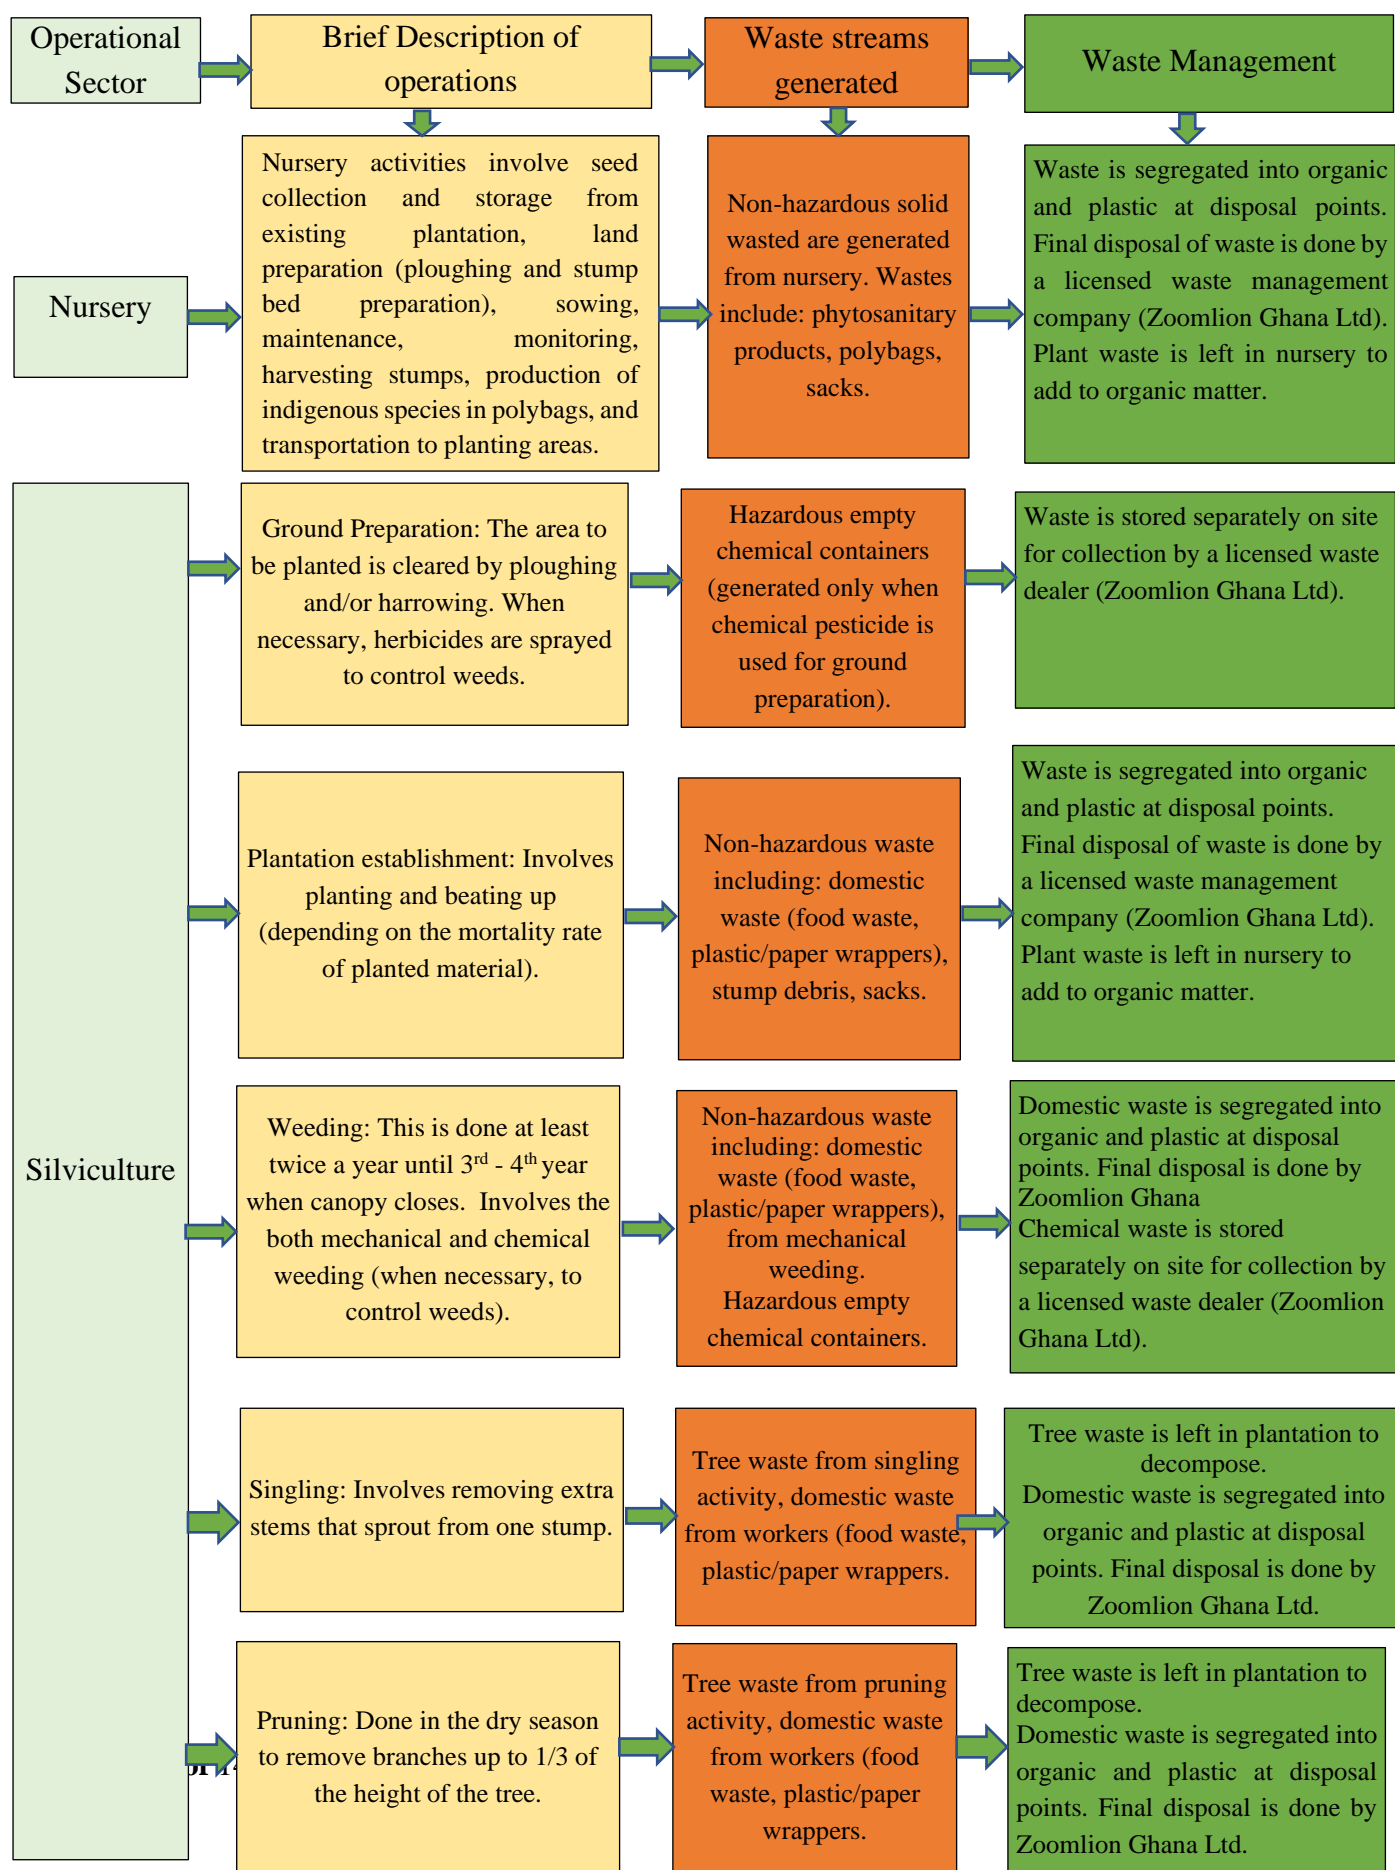 Operational
Sector
Brief Description of
operations
Waste streams
generated
Waste Management
Nursery
Nursery activities involve seed
collection and storage from
existing plantation, land
preparation (ploughing and stump
bed preparation), sowing,
maintenance, monitoring,
harvesting stumps, production of
indigenous species in polybags, and
transportation to planting areas.
Non-hazardous solid
wasted are generated
from nursery. Wastes
include: phytosanitary
products, polybags,
sacks.
Waste is segregated into organic
and plastic at disposal points.
Final disposal of waste is done by
a licensed waste management
company (Zoomlion Ghana Ltd).
Plant waste is left in nursery to
add to organic matter.
Silviculture
Ground Preparation: The area to
be planted is cleared by ploughing
and/or harrowing. When
necessary, herbicides are sprayed
to control weeds.
Hazardous empty
chemical containers
(generated only when
chemical pesticide is
used for ground
preparation).
Waste is stored separately on site
for collection by a licensed waste
dealer (Zoomlion Ghana Ltd).
Plantation establishment: Involves
planting and beating up
(depending on the mortality rate
of planted material).
Non-hazardous waste
including: domestic
waste (food waste,
plastic/paper wrappers),
stump debris, sacks.
Waste is segregated into organic
and plastic at disposal points.
Final disposal of waste is done by
a licensed waste management
company (Zoomlion Ghana Ltd).
Plant waste is left in nursery to
add to organic matter.
Weeding: This is done at least
twice a year until 3rd - 4th year
when canopy closes. Involves the
both mechanical and chemical
weeding (when necessary, to
control weeds).
Non-hazardous waste
including: domestic
waste (food waste,
plastic/paper wrappers),
from mechanical
weeding.
Hazardous empty
chemical containers.
Domestic waste is segregated into
organic and plastic at disposal
points. Final disposal is done by
Zoomlion Ghana
Chemical waste is stored
separately on site for collection by
a licensed waste dealer (Zoomlion
Ghana Ltd).
Singling: Involves removing extra
stems that sprout from one stump.
Tree waste from singling
activity, domestic waste
from workers (food waste,
plastic/paper wrappers.
Tree waste is left in plantation to
decompose.
Domestic waste is segregated into
organic and plastic at disposal
points. Final disposal is done by
Zoomlion Ghana Ltd.
Pruning: Done in the dry season
to remove branches up to 1/3 of
the height of the tree.
Tree waste from pruning
activity, domestic waste
from workers (food
waste, plastic/paper
wrappers.
Tree waste is left in plantation to
decompose.
Domestic waste is segregated into
organic and plastic at disposal
points. Final disposal is done by
Zoomlion Ghana Ltd.